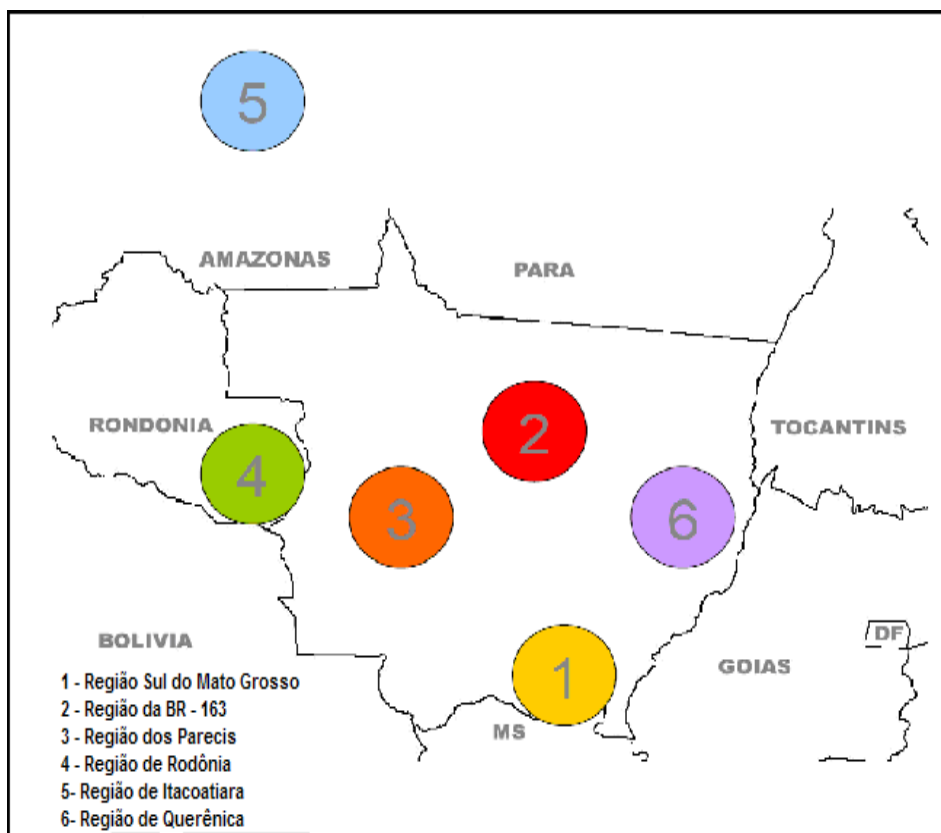 5
AMAZONAS
PARA
2
RONDONIA
TOCANTINS
4
3
6
BOLIVIA
DF
GOIAS
1
MS
1 - Região Sul do Mato Grosso
2 - Região da BR - 163
3 - Região dos Parecis
4 - Região de Rodônia
5- Região de Itacoatiara
6- Região de Querênica